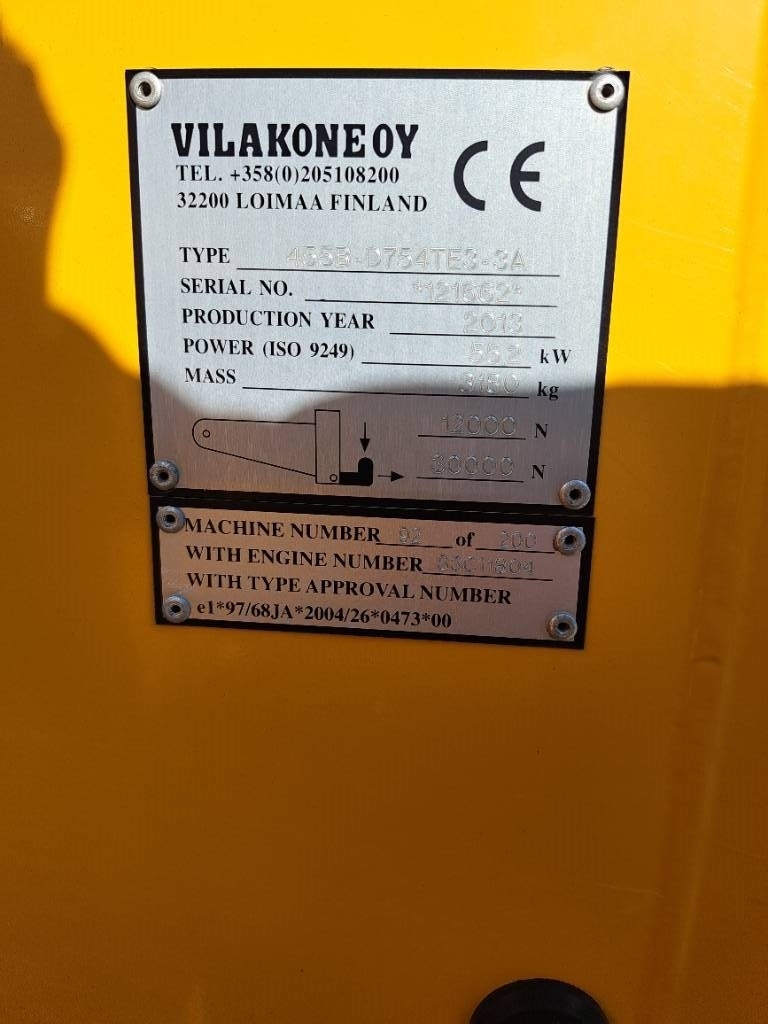 VILAKONE OY
TEL. +358(0)205108200
32200 LOIMAA FINLAND
CE
TYPE 455B-D754TE3-3A
SERIAL NO. *121662*
PRODUCTION YEAR 2013
POWER (ISO 9249) 55.2 kW
MASS kg
12000 N
N
MACHINE NUMBER 92 of 200
WITH ENGINE NUMBER
WITH TYPE APPROVAL NUMBER
e1*97/68JA*2004/26*0473*00